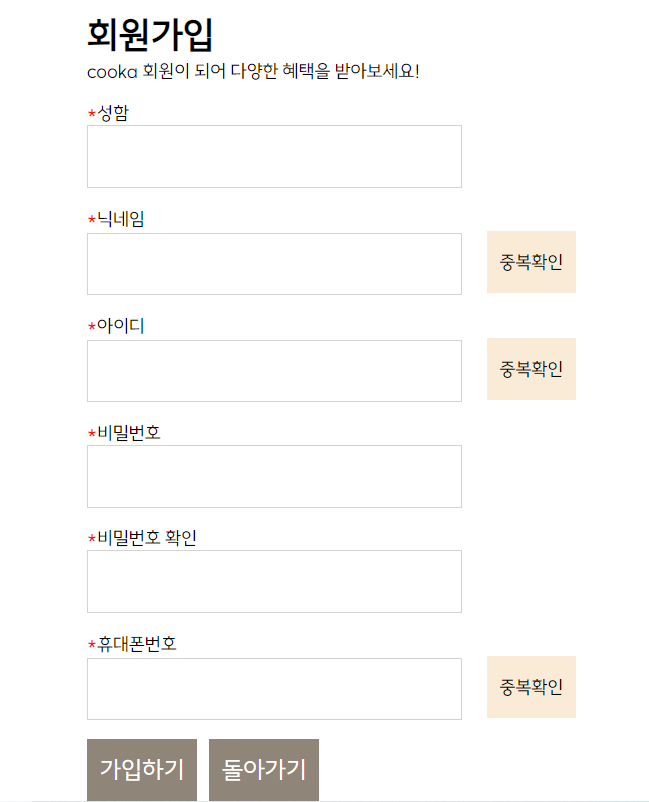 회원가입
cooka 회원이 되어 다양한 혜택을 받아보세요!
*성함
*닉네임
중복확인
*아이디
중복확인
*비밀번호
*비밀번호 확인
*휴대폰번호
중복확인
가입하기 돌아가기